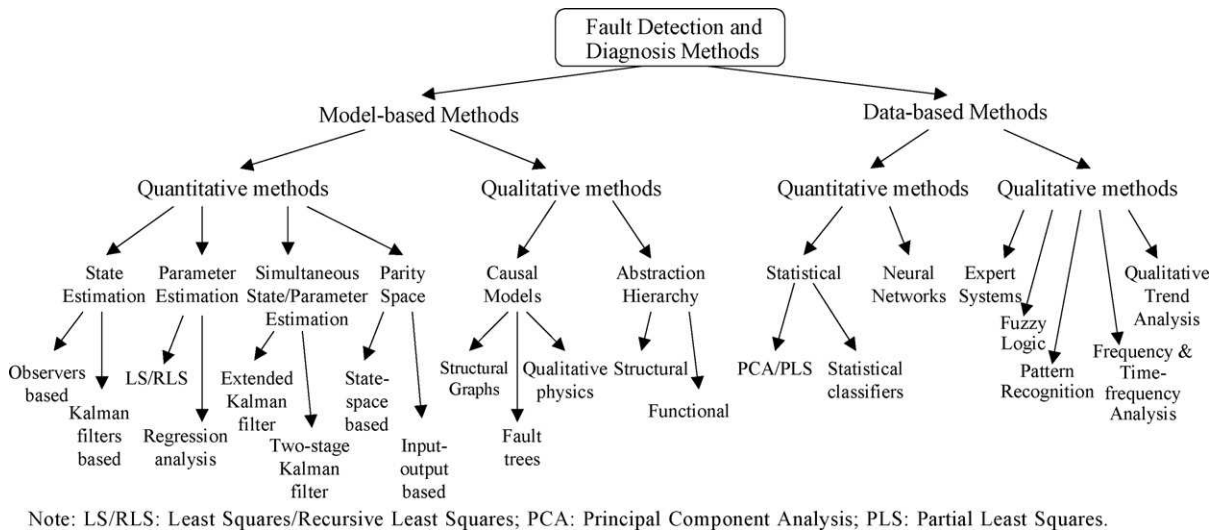 Fault Detection and
Diagnosis Methods
Model-based Methods
Data-based Methods
Quantitative methods
Qualitative methods
Quantitative methods
Qualitative methods
State
Estimation
Parameter
Estimation
Simultaneous
State/Parameter
Estimation
Parity
Space
Causal
Models
Abstraction
Hierarchy
Statistical
Neural
Networks
Expert
Systems
Fuzzy
Logic
Pattern
Recognition
Frequency &
Time-
frequency
Analysis
Qualitative
Trend
Analysis
Observers
based
Kalman
filters
based
LS/RLS
Regression
analysis
Extended
Kalman
filter
Two-stage
Kalman
filter
State-
space
based
Input-
output
based
Structural
Graphs
Fault
trees
Qualitative
physics
Structural
Functional
PCA/PLS
Statistical
classifiers
Note: LS/RLS: Least Squares/Recursive Least Squares; PCA: Principal Component Analysis; PLS: Partial Least Squares.